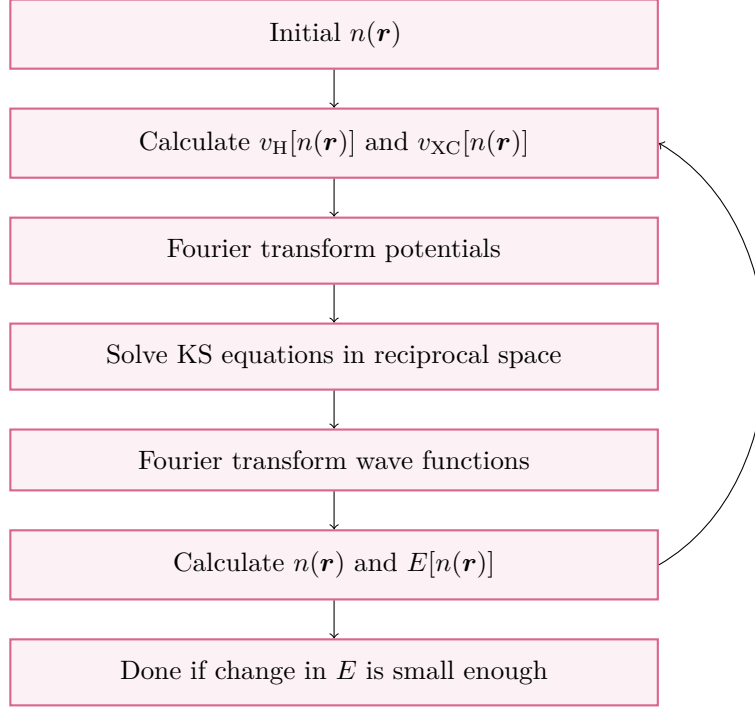 Initial n(r)
Calculate v_H[n(r)] and v_XC[n(r)]
Fourier transform potentials
Solve KS equations in reciprocal space
Fourier transform wave functions
Calculate n(r) and E[n(r)]
Done if change in E is small enough